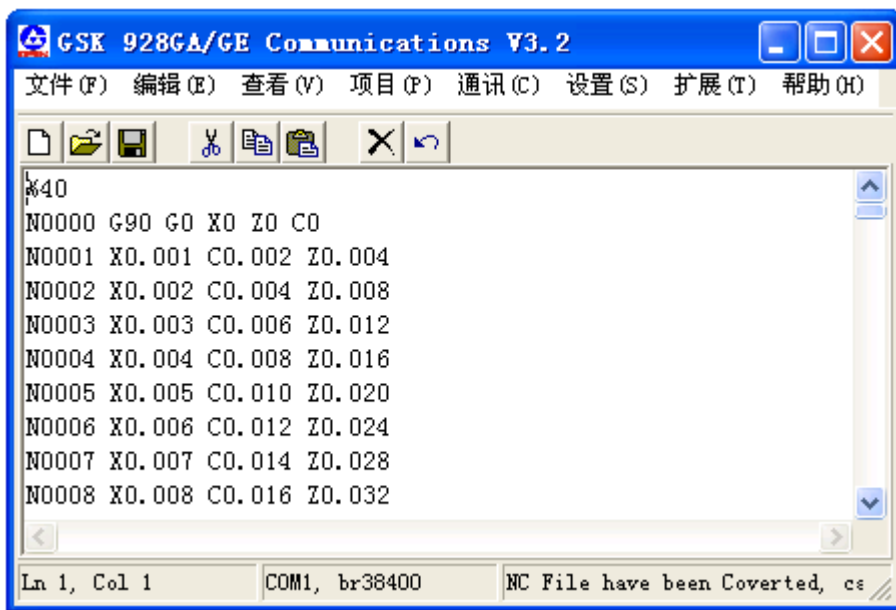 GSK 928GA/GE Communications V3.2
文件(F) 编辑(E) 查看(V) 项目(P) 通讯(C) 设置(S) 扩展(T) 帮助(H)
%40
N0000 G90 G0 X0 Z0 C0
N0001 X0.001 C0.002 Z0.004
N0002 X0.002 C0.004 Z0.008
N0003 X0.003 C0.006 Z0.012
N0004 X0.004 C0.008 Z0.016
N0005 X0.005 C0.010 Z0.020
N0006 X0.006 C0.012 Z0.024
N0007 X0.007 C0.014 Z0.028
N0008 X0.008 C0.016 Z0.032
Ln 1, Col 1 COM1, br38400 NC File have been Coverted,